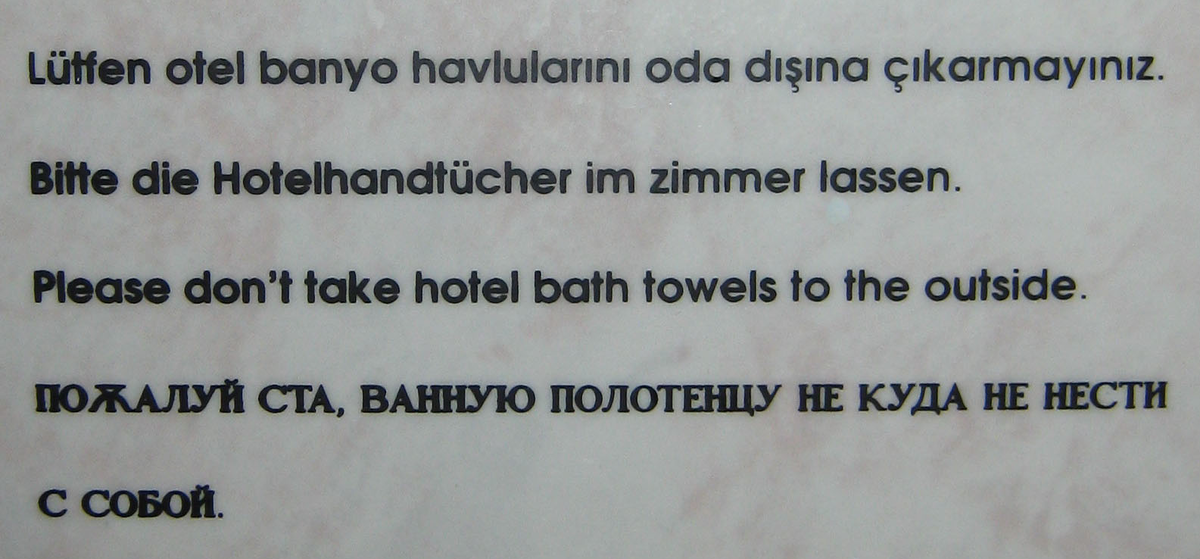 Lütfen otel banyo havlularını oda dışına çıkarmayınız.
Bitte die Hotelhandtücher im zimmer lassen.
Please don't take hotel bath towels to the outside.
ПОЖАЛУЙ СТА, ВАННУЮ ПОЛОТЕНЦУ НЕ КУДА НЕ НЕСТИ
С СОБОЙ.